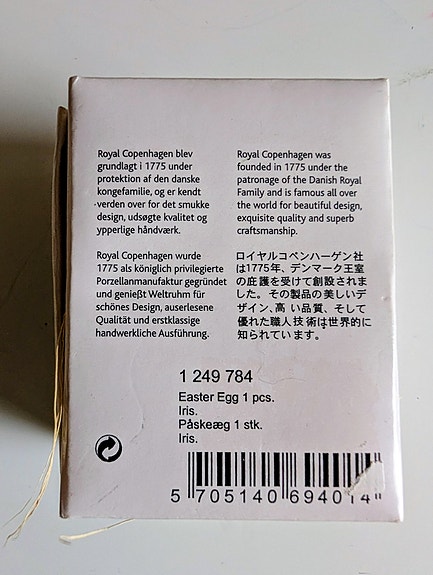 Royal Copenhagen blev
grundlagt i 1775 under
protektion af den danske
kongefamilie, og er kendt
verden over for det smukke
design, udsøgte kvalitet og
ypperlige håndværk.
Royal Copenhagen was
founded in 1775 under the
patronage of the Danish Royal
Family and is famous all over
the world for beautiful design,
exquisite quality and superb
craftsmanship.
Royal Copenhagen wurde
1775 als königlich privilegierte
Porzellanmanufaktur gegründet
und genießt Weltruhm für
schönes Design, auserlesene
Qualität und erstklassige
handwerkliche Ausführung.
ロイヤルコペンハーゲン社
は1775年、デンマーク王室
の庇護を受けて創設されま
した。その製品の美しいデ
ザイン、高い品質、そして
優れた職人技術は世界的に
知られています。
1 249 784
Easter Egg 1 pcs.
Iris.
Påskeæg 1 stk.
Iris.
5 705140 694014